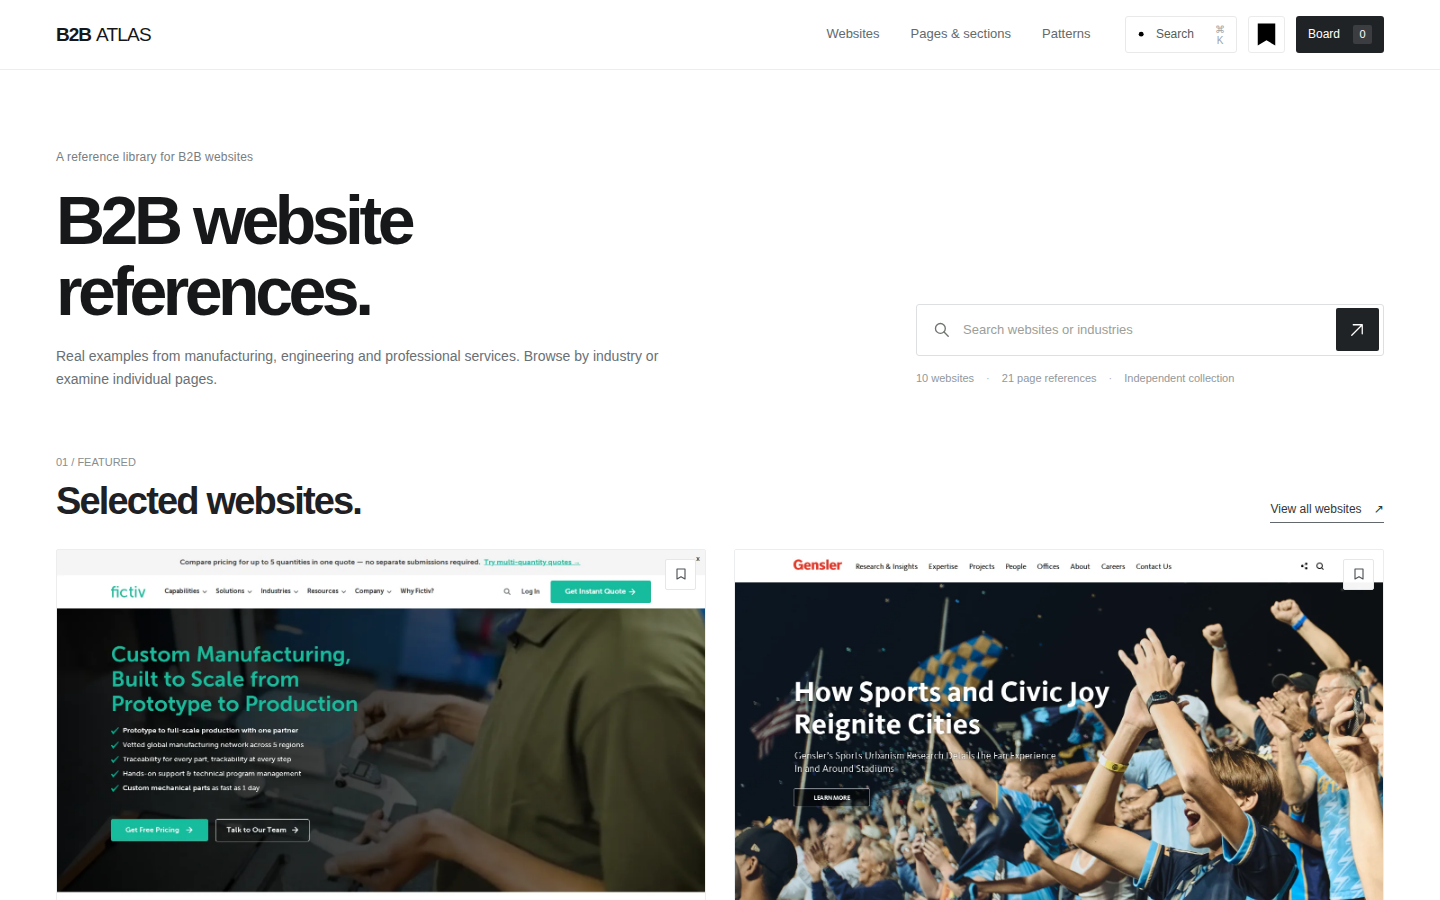 B2B ATLAS
Websites
Pages & sections
Patterns
Search
⌘
K
Board
0
A reference library for B2B websites
B2B website
references.
Real examples from manufacturing, engineering and professional services. Browse by industry or
examine individual pages.
Search websites or industries
10 websites · 21 page references · Independent collection
01 / FEATURED
Selected websites.
View all websites ↗
Compare pricing for up to 5 quantities in one quote — no separate submissions required. Try multi-quantity quotes →
x
fictiv
Capabilities
Solutions
Industries
Resources
Company
Why Fictiv?
Log In
Get Instant Quote →
Custom Manufacturing,
Built to Scale from
Prototype to Production
Prototype to full-scale production with one partner
Vetted global manufacturing network across 5 regions
Traceability for every part, trackability at every step
Hands-on support & technical program management
Custom mechanical parts as fast as 1 day
Get Free Pricing →
Talk to Our Team →
Gensler
Research & Insights
Expertise
Projects
People
Offices
About
Careers
Contact Us
How Sports and Civic Joy
Reignite Cities
Gensler's Sports Urbanism Research Details the Fan Experience
In and Around Stadiums
LEARN MORE